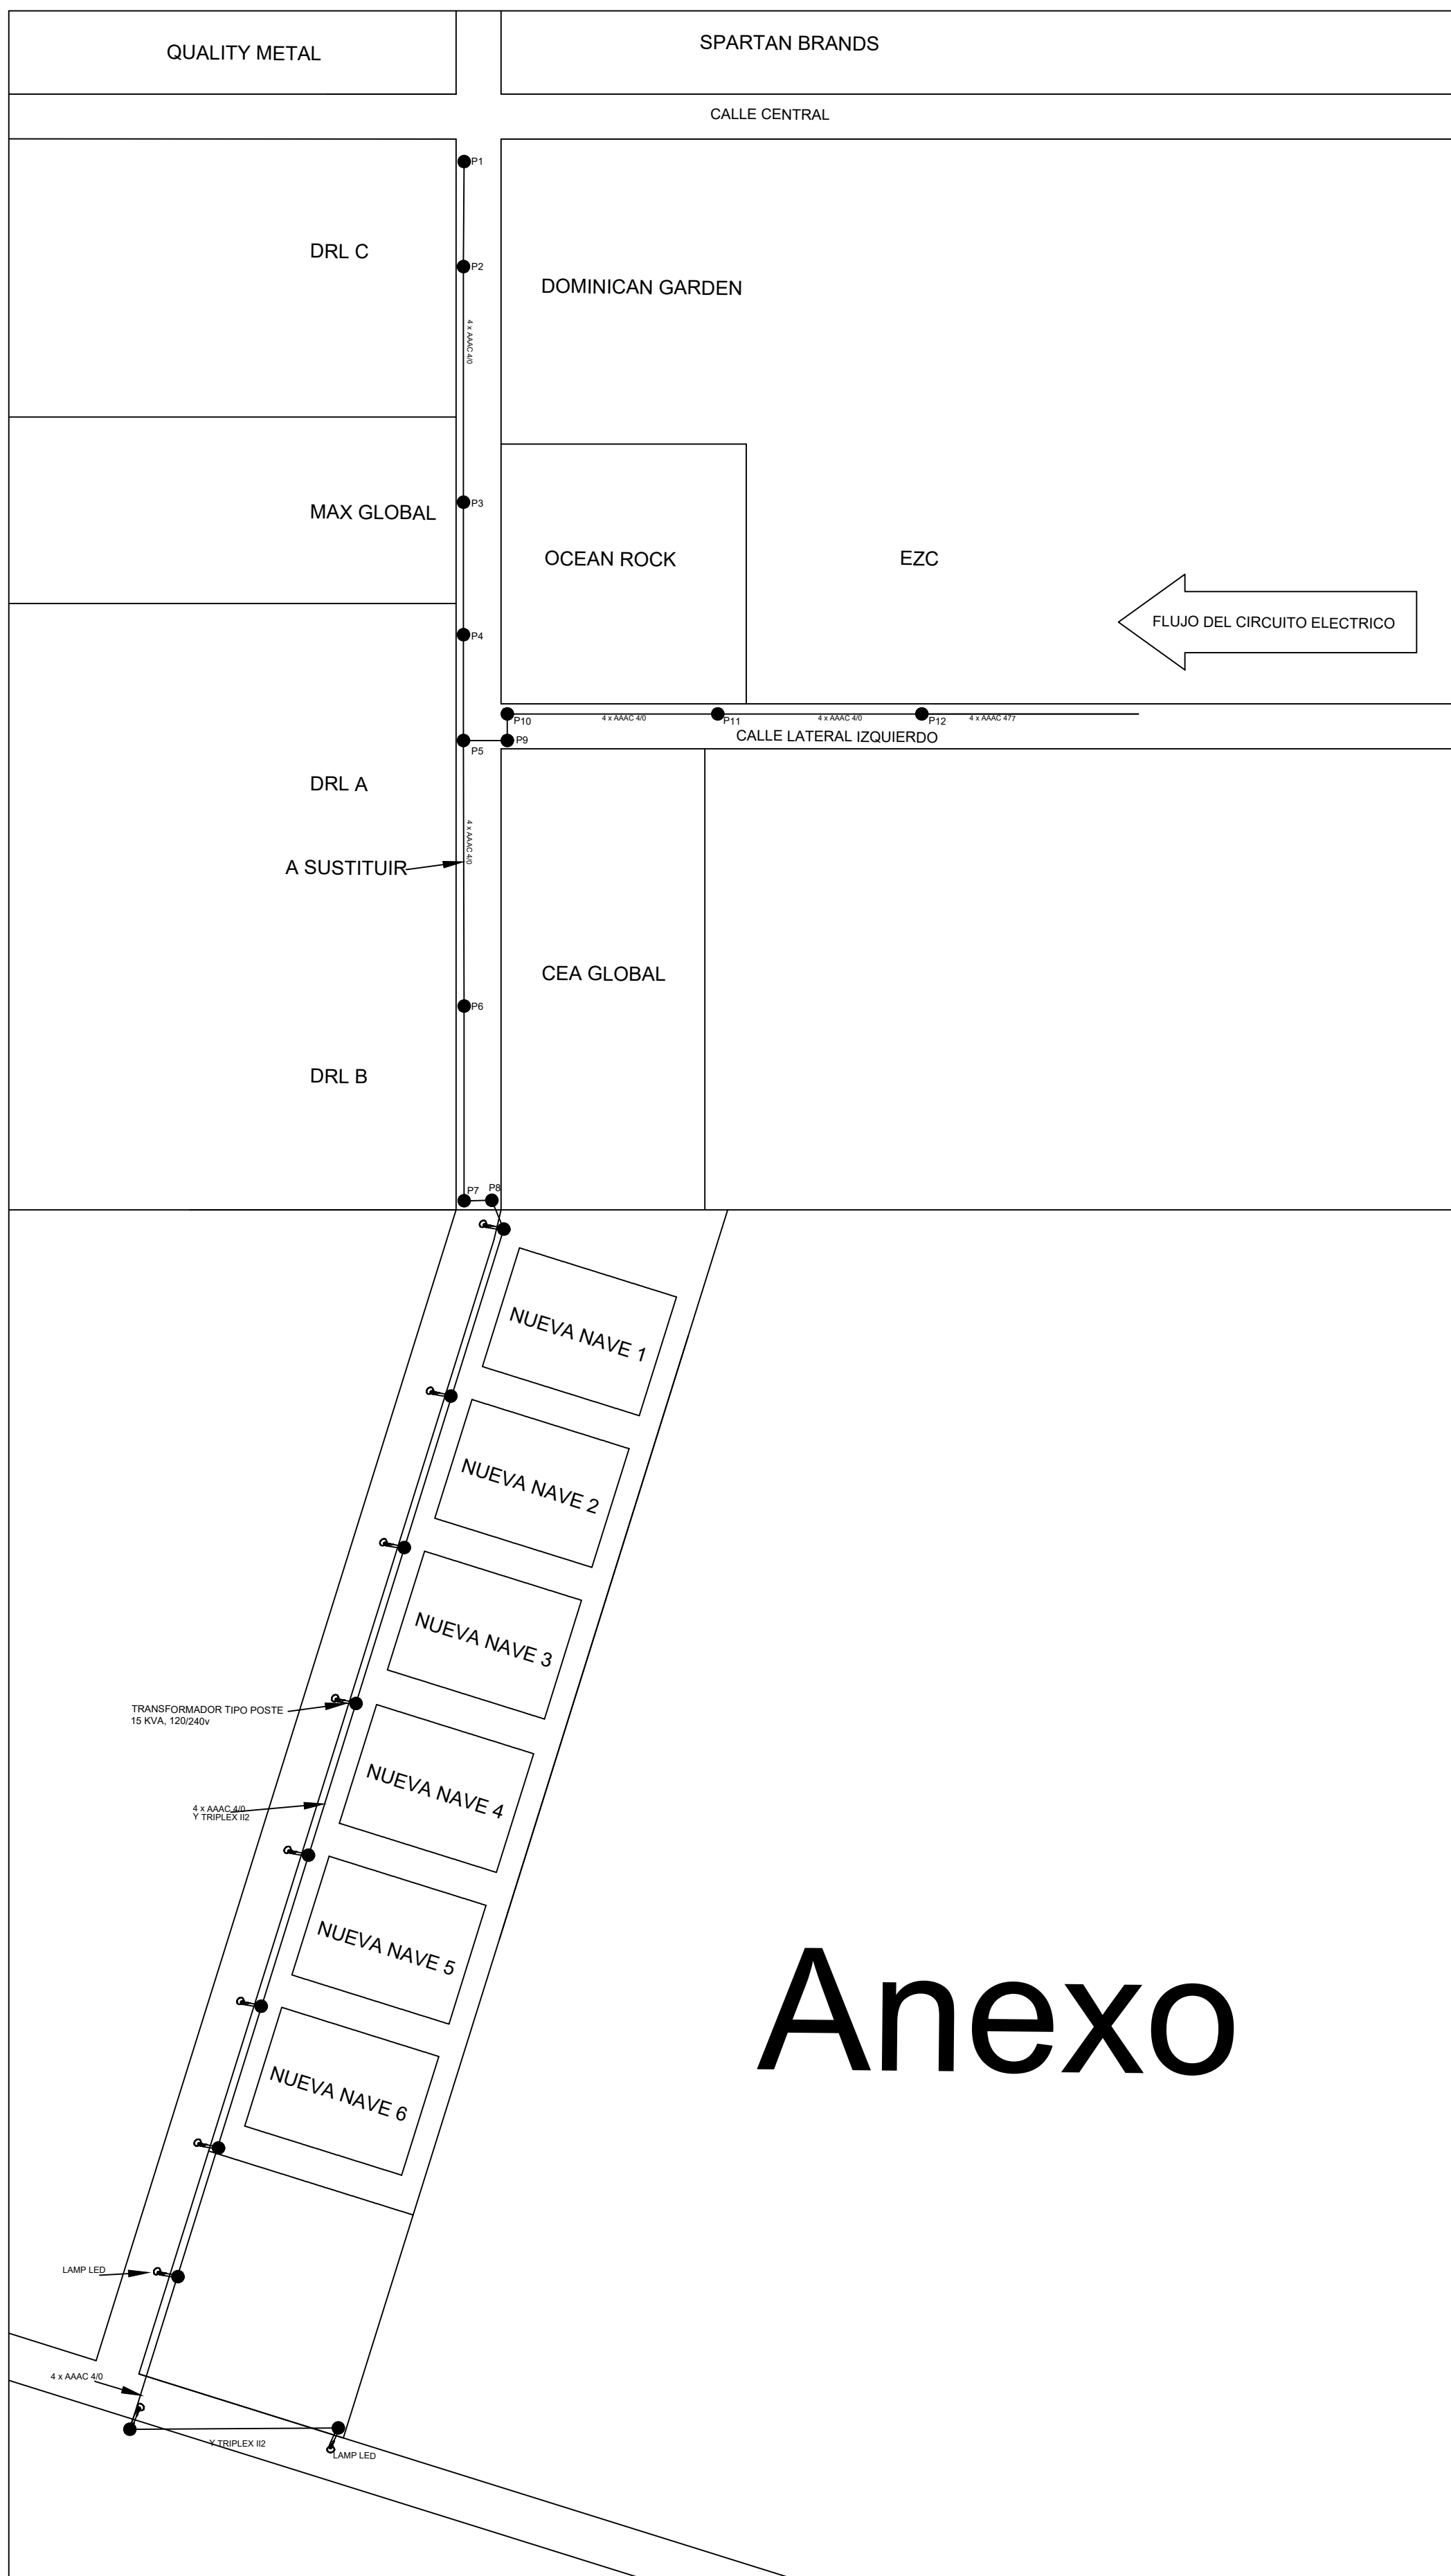 QUALITY METAL
SPARTAN BRANDS
CALLE CENTRAL
P1
DRL C
P2
DOMINICAN GARDEN
4 x AAAC 4/0
P3
MAX GLOBAL
OCEAN ROCK
EZC
FLUJO DEL CIRCUITO ELECTRICO
P4
P10
4 x AAAC 4/0
P11
4 x AAAC 4/0
P12
4 x AAAC 477
P5
P9
CALLE LATERAL IZQUIERDO
DRL A
4 x AAAC 4/0
A SUSTITUIR
CEA GLOBAL
P6
DRL B
P7
P8
NUEVA NAVE 1
NUEVA NAVE 2
NUEVA NAVE 3
TRANSFORMADOR TIPO POSTE
15 KVA, 120/240v
NUEVA NAVE 4
4 x AAAC 4/0
Y TRIPLEX II2
NUEVA NAVE 5
Anexo
NUEVA NAVE 6
LAMP LED
4 x AAAC 4/0
Y TRIPLEX II2
LAMP LED